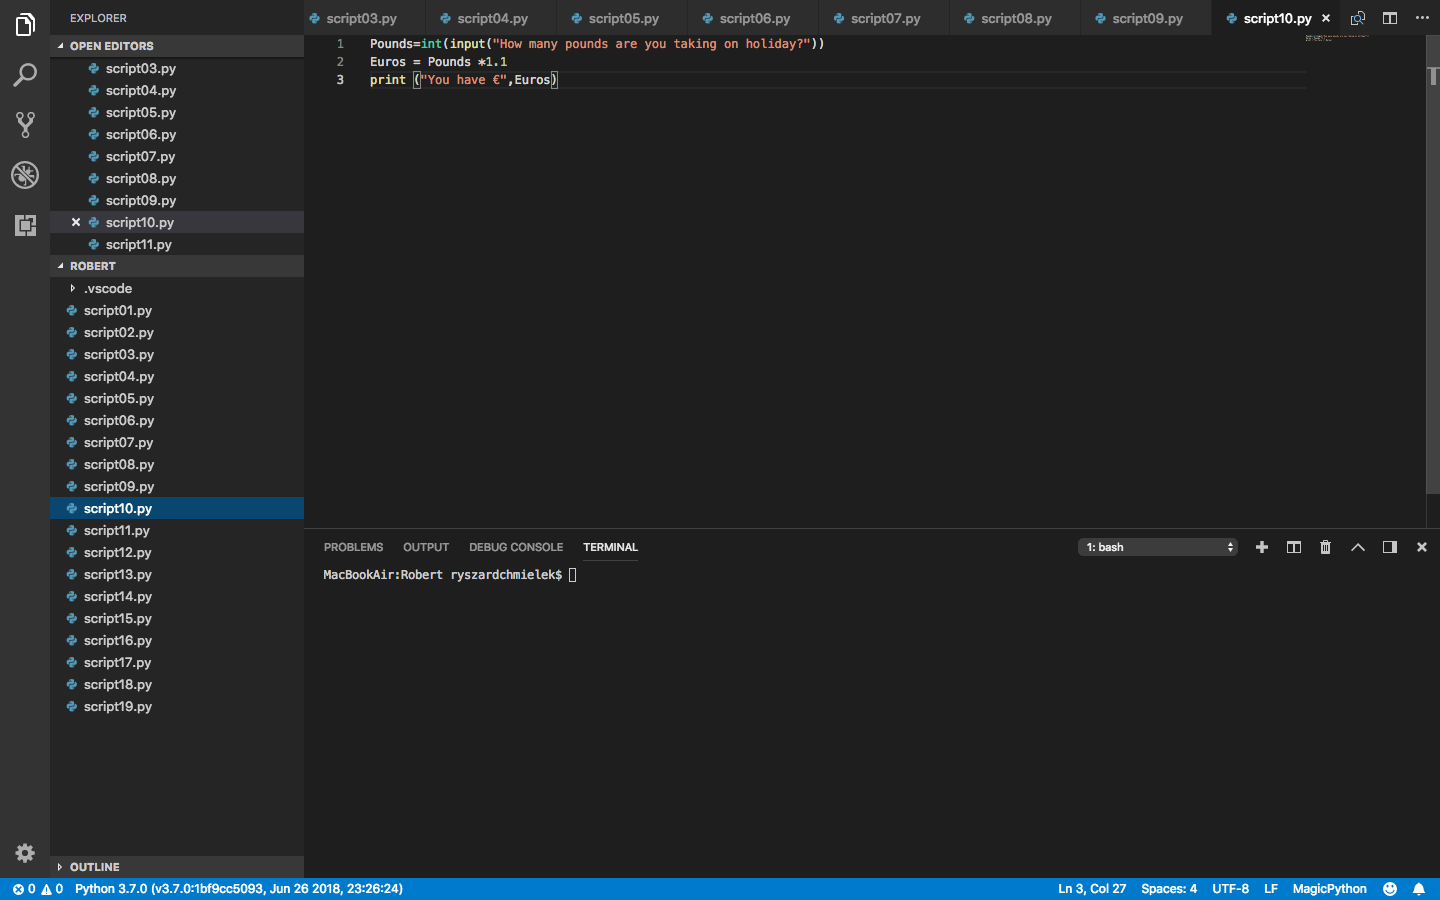 EXPLORER
OPEN EDITORS
script03.py
script04.py
script05.py
script06.py
script07.py
script08.py
script09.py
script10.py
script11.py
ROBERT
.vscode
script01.py
script02.py
script03.py
script04.py
script05.py
script06.py
script07.py
script08.py
script09.py
script10.py
script11.py
script12.py
script13.py
script14.py
script15.py
script16.py
script17.py
script18.py
script19.py
OUTLINE
script03.py script04.py script05.py script06.py script07.py script08.py script09.py script10.py
1 Pounds=int(input("How many pounds are you taking on holiday?"))
2 Euros = Pounds *1.1
3 print ("You have €",Euros)
PROBLEMS OUTPUT DEBUG CONSOLE TERMINAL 1: bash
MacBookAir:Robert ryszardchmielek$
0 0 Python 3.7.0 (v3.7.0:1bf9cc5093, Jun 26 2018, 23:26:24) Ln 3, Col 27 Spaces: 4 UTF-8 LF MagicPython